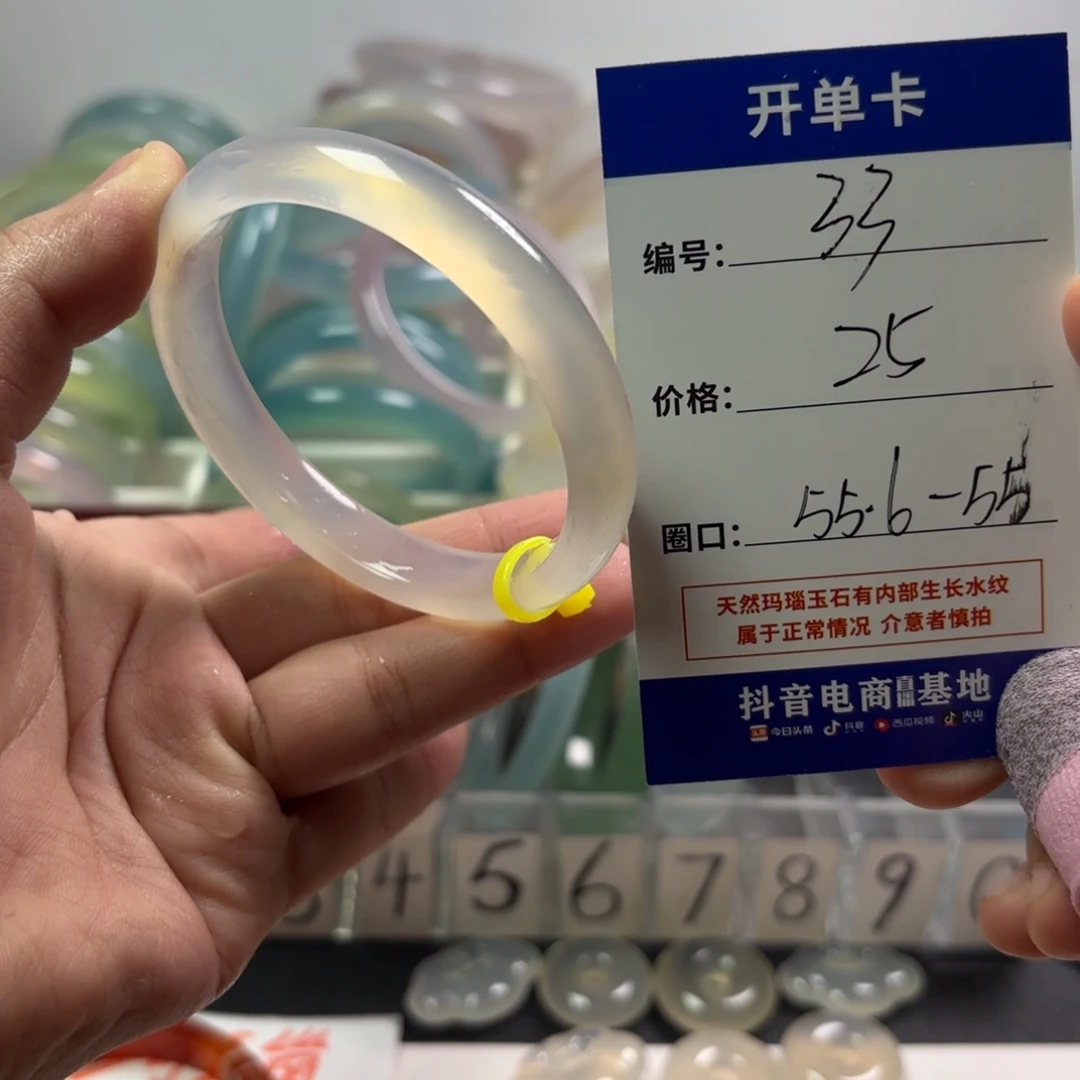 开单卡
编号: 33
价格: 25
圈口: 55.6-55
天然玛瑙玉石有内部生长水纹
属于正常情况 介意者慎拍
抖音电商直播基地
今日头条 抖音 西瓜视频 火山
4 5 6 7 8 9